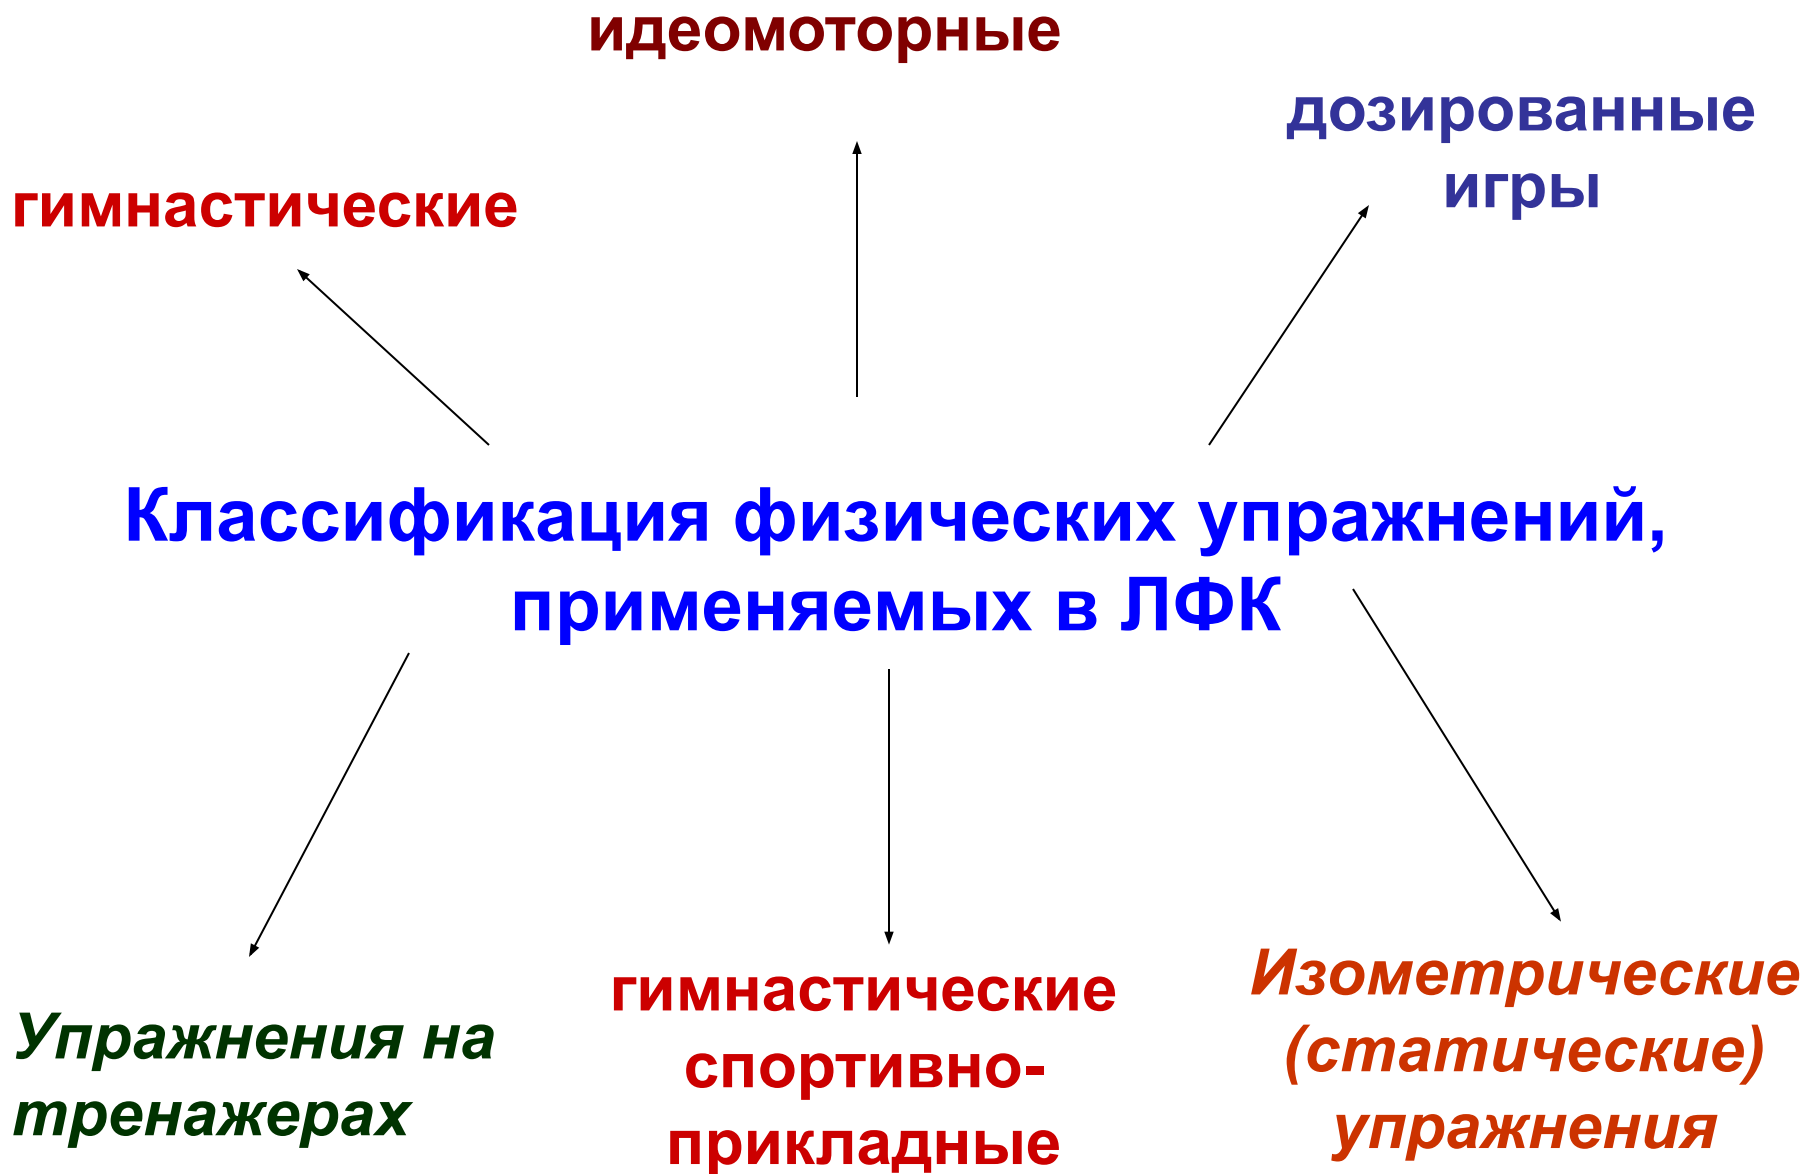 идеомоторные
дозированные
игры
гимнастические
Классификация физических упражнений,
применяемых в ЛФК
Упражнения на
тренажерах
гимнастические
спортивно-
прикладные
Изометрические
(статические)
упражнения